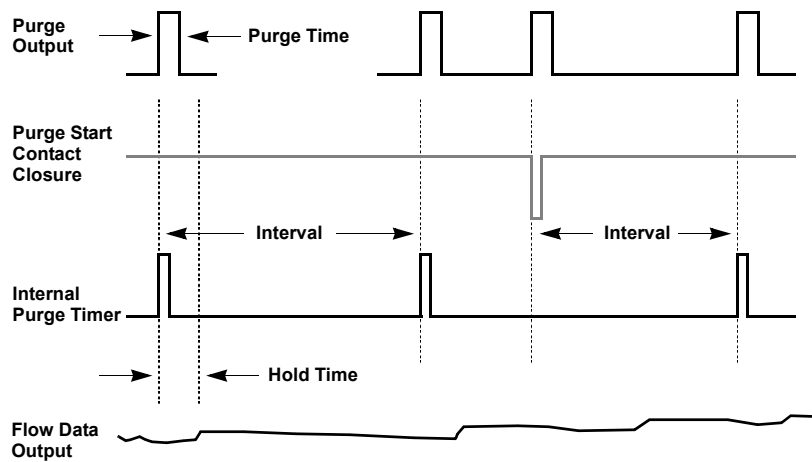 Purge
Output
Purge Time
Purge Start
Contact
Closure
Interval
Interval
Internal
Purge Timer
Hold Time
Flow Data
Output